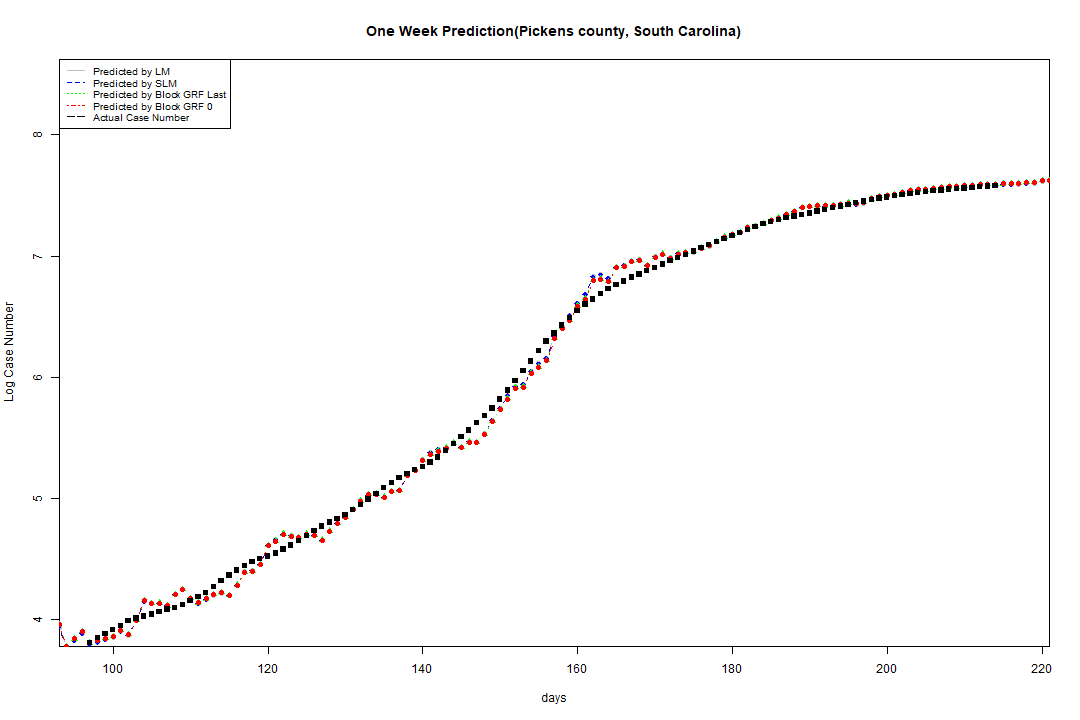 One Week Prediction(Pickens county, South Carolina)
Predicted by LM
Predicted by SLM
Predicted by Block GRF Last
Predicted by Block GRF 0
Actual Case Number
8
7
6
5
4
Log Case Number
100 120 140 160 180 200 220
days